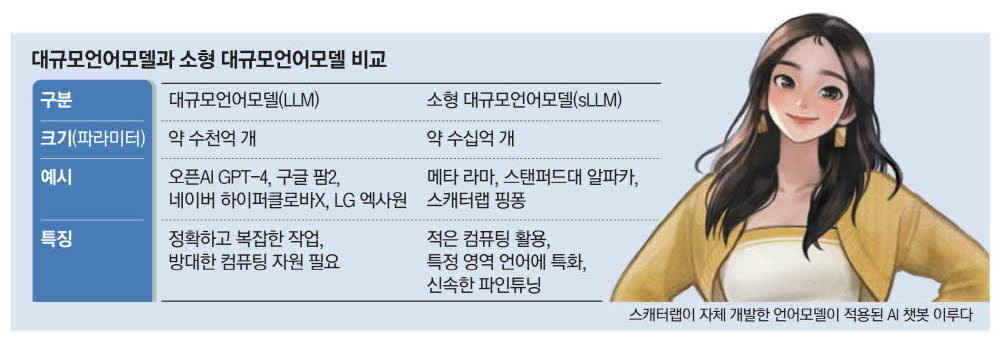 대규모언어모델과 소형 대규모언어모델 비교
구분 대규모언어모델(LLM) 소형 대규모언어모델(sLLM)
크기(파라미터) 약 수천억 개 약 수십억 개
예시 오픈AI GPT-4, 구글 팜2, 메타 라마, 스탠퍼드대 알파카,
네이버 하이퍼클로바X, LG 엑사원 스캐터랩 핑퐁
특징 정확하고 복잡한 작업, 적은 컴퓨팅 활용,
방대한 컴퓨팅 자원 필요 특정 영역 언어에 특화,
신속한 파인튜닝
스캐터랩이 자체 개발한 언어모델이 적용된 AI 챗봇 이루다